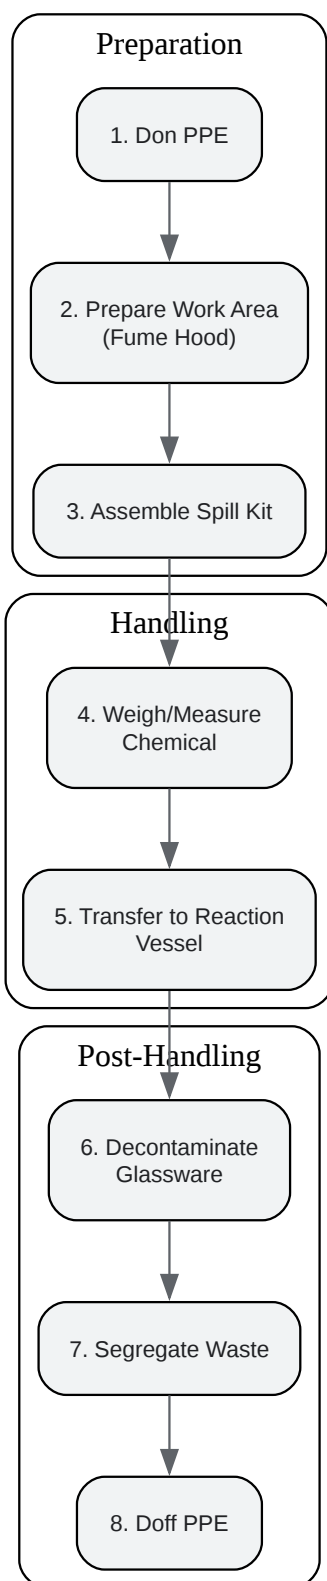 Preparation
1. Don PPE
2. Prepare Work Area
(Fume Hood)
3. Assemble Spill Kit
Handling
4. Weigh/Measure
Chemical
5. Transfer to Reaction
Vessel
Post-Handling
6. Decontaminate
Glassware
7. Segregate Waste
8. Doff PPE